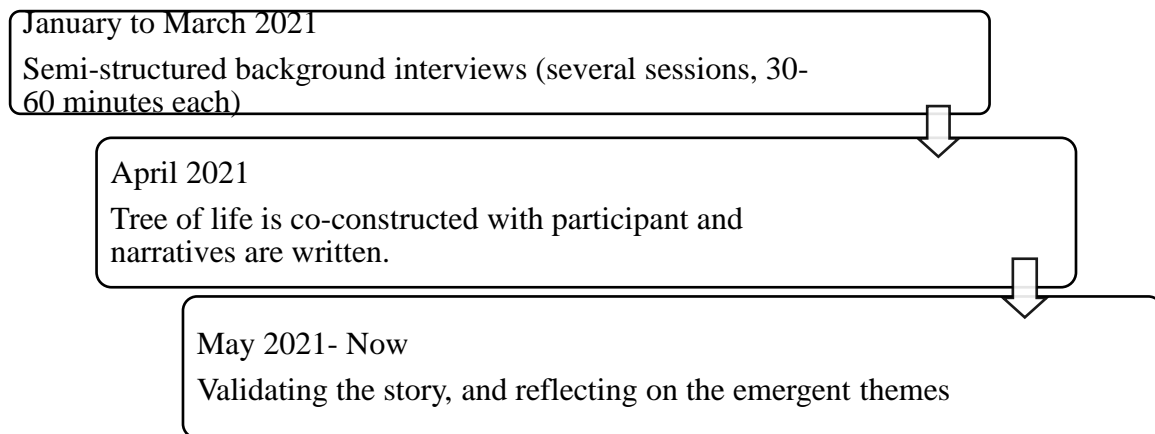 January to March 2021
Semi-structured background interviews (several sessions, 30-
60 minutes each)
April 2021
Tree of life is co-constructed with participant and
narratives are written.
May 2021- Now
Validating the story, and reflecting on the emergent themes